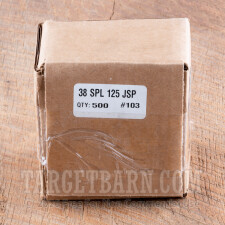 38 SPL 125 JSP
QTY: 500 #103
TARGETBARN.COM